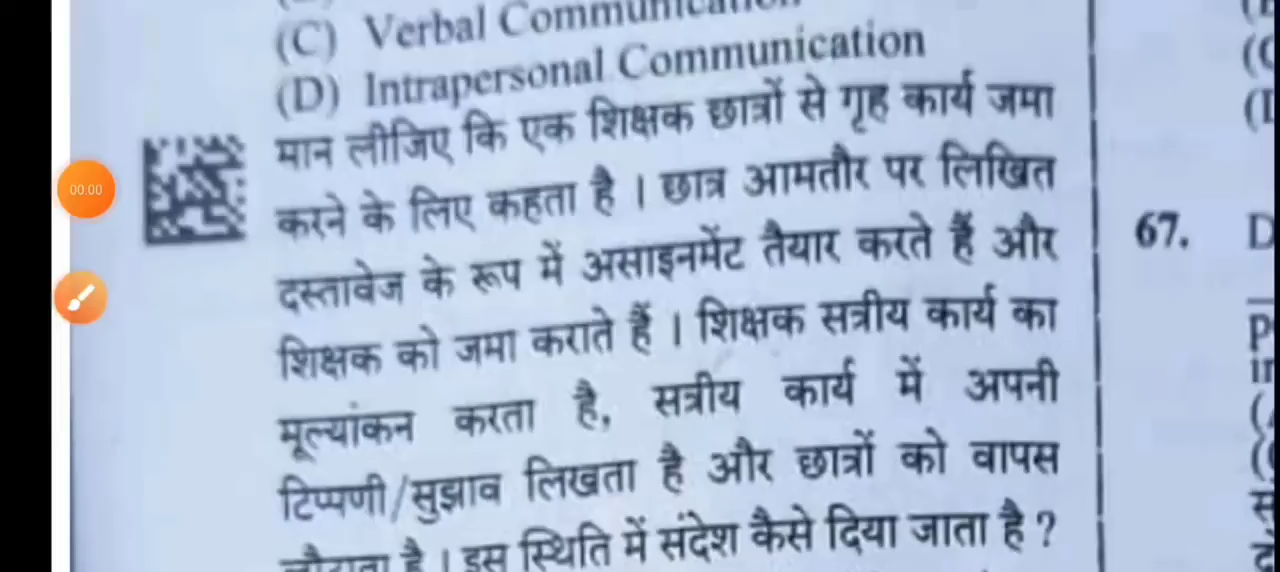 (C) Verbal Communication
(D) Intrapersonal Communication
मान लीजिए कि एक शिक्षक छात्रों से गृह कार्य जमा
करने के लिए कहता है । छात्र आमतौर पर लिखित
दस्तावेज के रूप में असाइनमेंट तैयार करते हैं और
शिक्षक को जमा कराते हैं । शिक्षक सत्रीय कार्य का
मूल्यांकन करता है, सत्रीय कार्य में अपनी
टिप्पणी/सुझाव लिखता है और छात्रों को वापस
है । इस स्थिति में संदेश कैसे दिया जाता है ?
00:00
67.